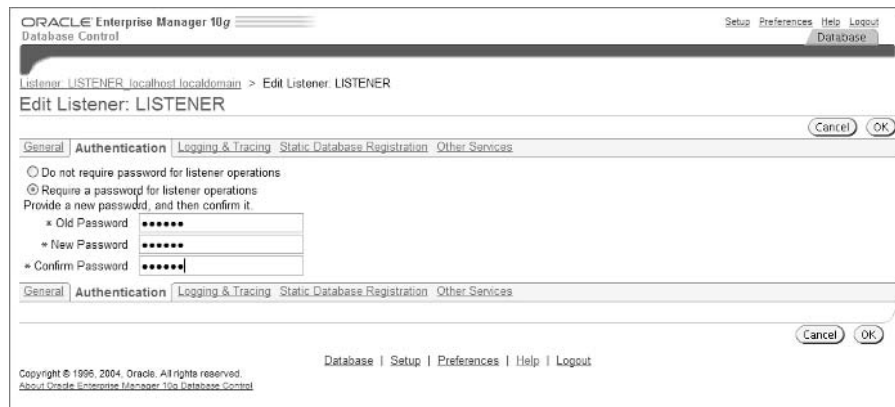 ORACLE Enterprise Manager 10g
Database Control
Setup Preferences Help Logout
Database
Listener: LISTENER_localhost.localdomain > Edit Listener: LISTENER
Edit Listener: LISTENER
Cancel OK
General Authentication Logging & Tracing Static Database Registration Other Services
Do not require password for listener operations
Require a password for listener operations
Provide a new password, and then confirm it.
* Old Password ••••••
* New Password ••••••
* Confirm Password ••••••
General Authentication Logging & Tracing Static Database Registration Other Services
Cancel OK
Database | Setup | Preferences | Help | Logout
Copyright © 1996, 2004, Oracle. All rights reserved.
About Oracle Enterprise Manager 10g Database Control